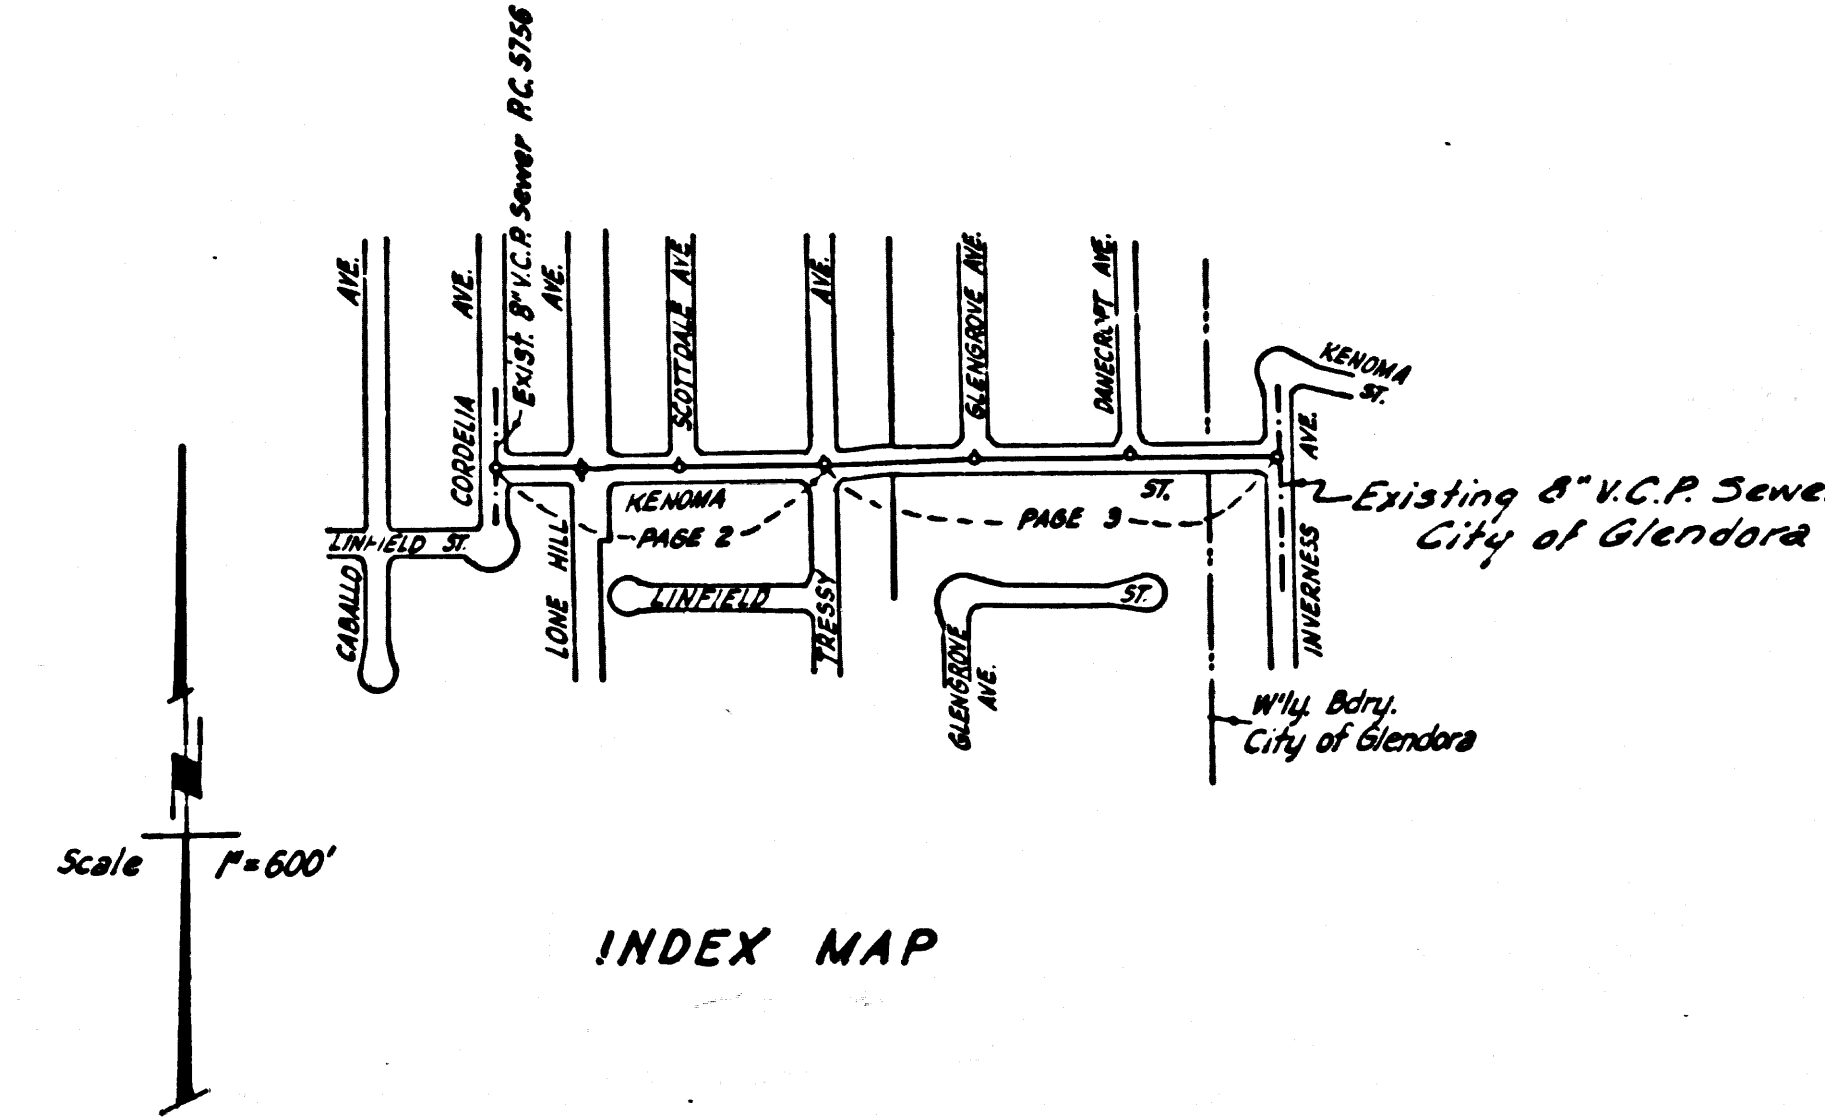 EXIST. 8" V.C.P. Sewer P.C. 5756
CABALLO AVE.
CORDELIA AVE.
LONE HILL AVE.
SCOTTDALE AVE
TRESSY AVE.
GLENGROVE AVE.
DANECROFT AVE.
KENOMA
ST.
INVERNESS AVE.
KENOMA ST.
PAGE 2
PAGE 3
Existing 8" V.C.P. Sewe
City of Glendora
LINFIELD ST.
LINFIELD
ST.
GLENGROVE
AVE.
W'ly. Bdry.
City of Glendora
Scale 1"=600'
INDEX MAP